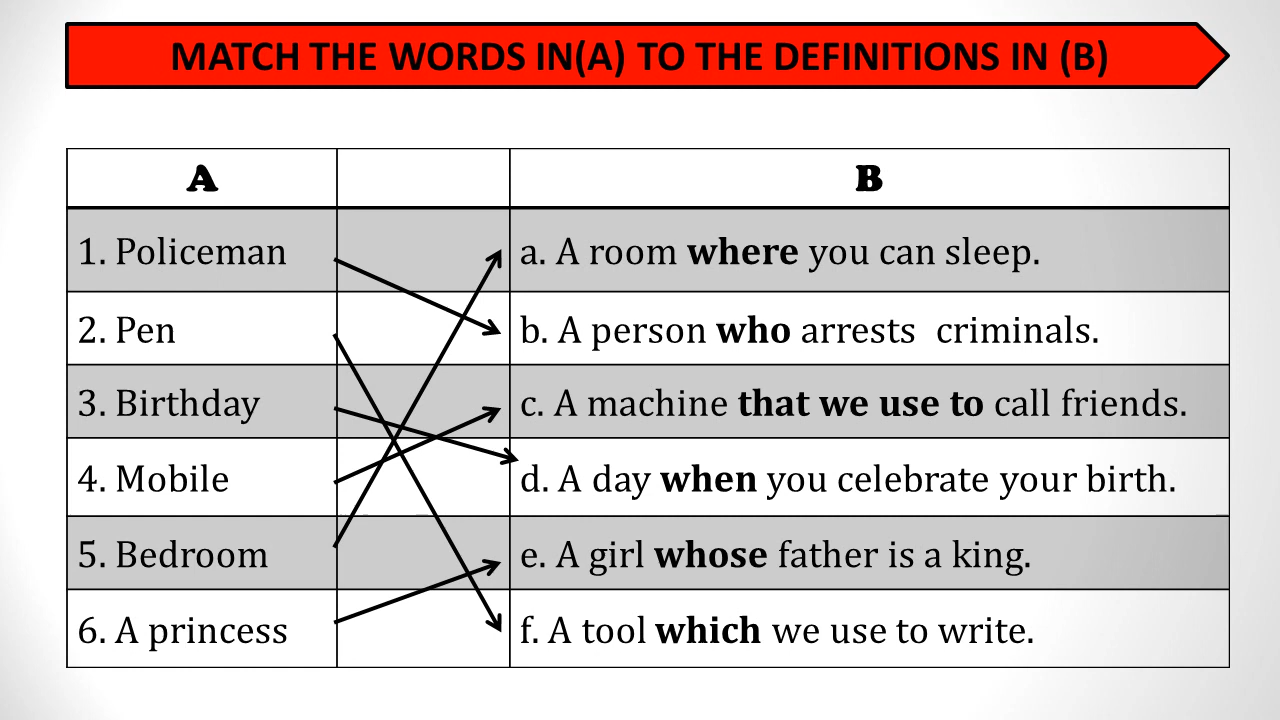 MATCH THE WORDS IN(A) TO THE DEFINITIONS IN (B)
A B
1. Policeman a. A room where you can sleep.
2. Pen b. A person who arrests  criminals.
3. Birthday c. A machine that we use to call friends.
4. Mobile d. A day when you celebrate your birth.
5. Bedroom e. A girl whose father is a king.
6. A princess f. A tool which we use to write.